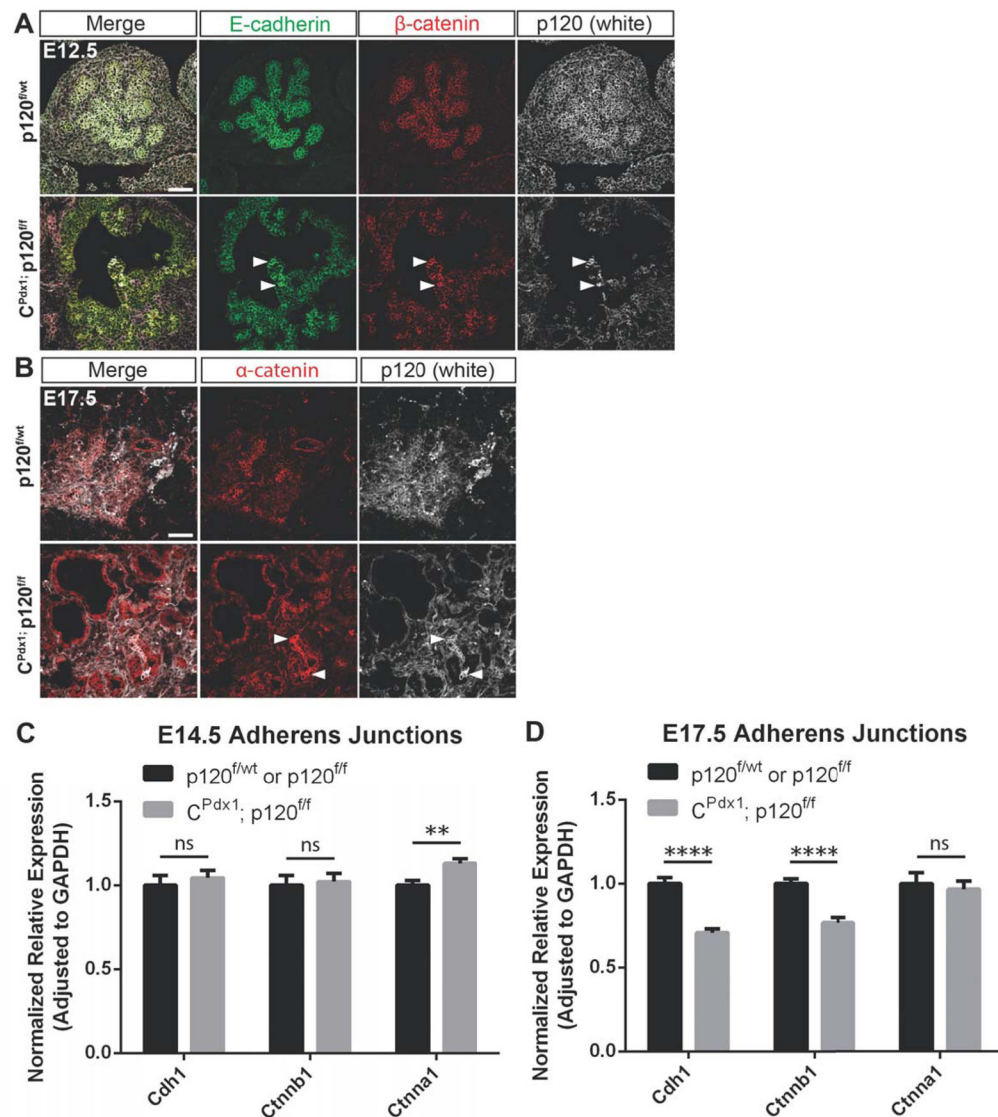 A
Merge E-cadherin β-catenin p120 (white)
E12.5
p120f/wt
CPdx1; p120f/f
B
Merge α-catenin p120 (white)
E17.5
p120f/wt
CPdx1; p120f/f
C
E14.5 Adherens Junctions
p120f/wt or p120f/f
CPdx1; p120f/f
Normalized Relative Expression
(Adjusted to GAPDH)
1.5
1.0
0.5
0.0
ns ns **
Cdh1 Ctnnb1 Ctnna1
D
E17.5 Adherens Junctions
p120f/wt or p120f/f
CPdx1; p120f/f
Normalized Relative Expression
(Adjusted to GAPDH)
1.5
1.0
0.5
0.0
**** **** ns
Cdh1 Ctnnb1 Ctnna1